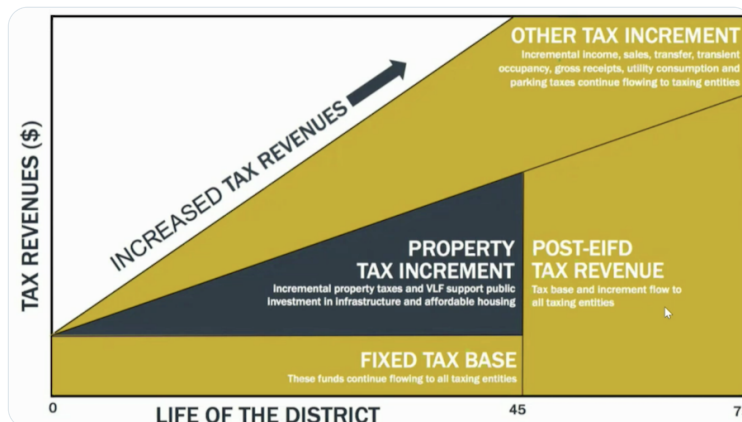 OTHER TAX INCREMENT
Incremental income, sales, transfer, transient
occupancy, gross receipts, utility consumption and
parking taxes continue flowing to taxing entities
INCREASED TAX REVENUES
TAX REVENUES ($)
PROPERTY
TAX INCREMENT
Incremental property taxes and VLF support public
investment in infrastructure and affordable housing
POST-EIFD
TAX REVENUE
Tax base and increment flow to
all taxing entities
FIXED TAX BASE
These funds continue flowing to all taxing entities
0
45
7
LIFE OF THE DISTRICT